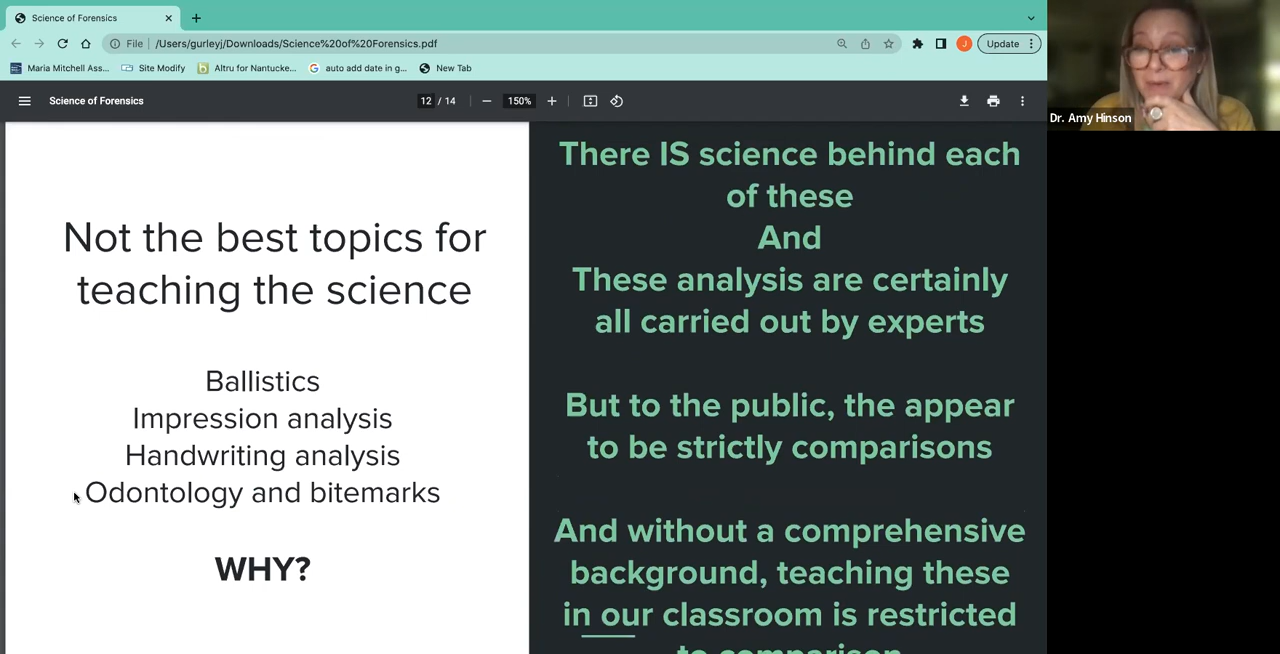 Science of Forensics
File | /Users/gurleyj/Downloads/Science%20of%20Forensics.pdf
J
Update
Maria Mitchell Ass...
Site Modify
Altru for Nantucke...
auto add date in g...
New Tab
Science of Forensics
12 / 14
150%
Dr. Amy Hinson
Not the best topics for
teaching the science
Ballistics
Impression analysis
Handwriting analysis
Odontology and bitemarks
WHY?
There IS science behind each
of these
And
These analysis are certainly
all carried out by experts
But to the public, the appear
to be strictly comparisons
And without a comprehensive
background, teaching these
in our classroom is restricted
to comparison